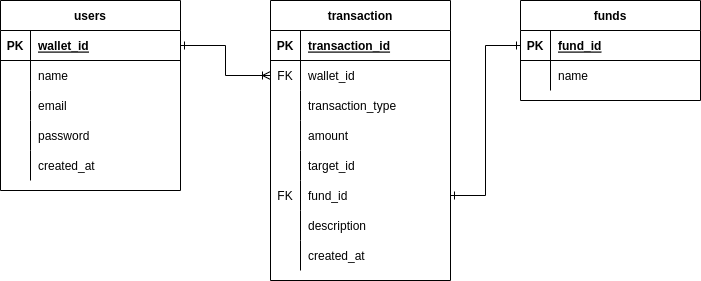 users
PK wallet_id
name
email
password
created_at
transaction
PK transaction_id
FK wallet_id
transaction_type
amount
target_id
FK fund_id
description
created_at
funds
PK fund_id
name